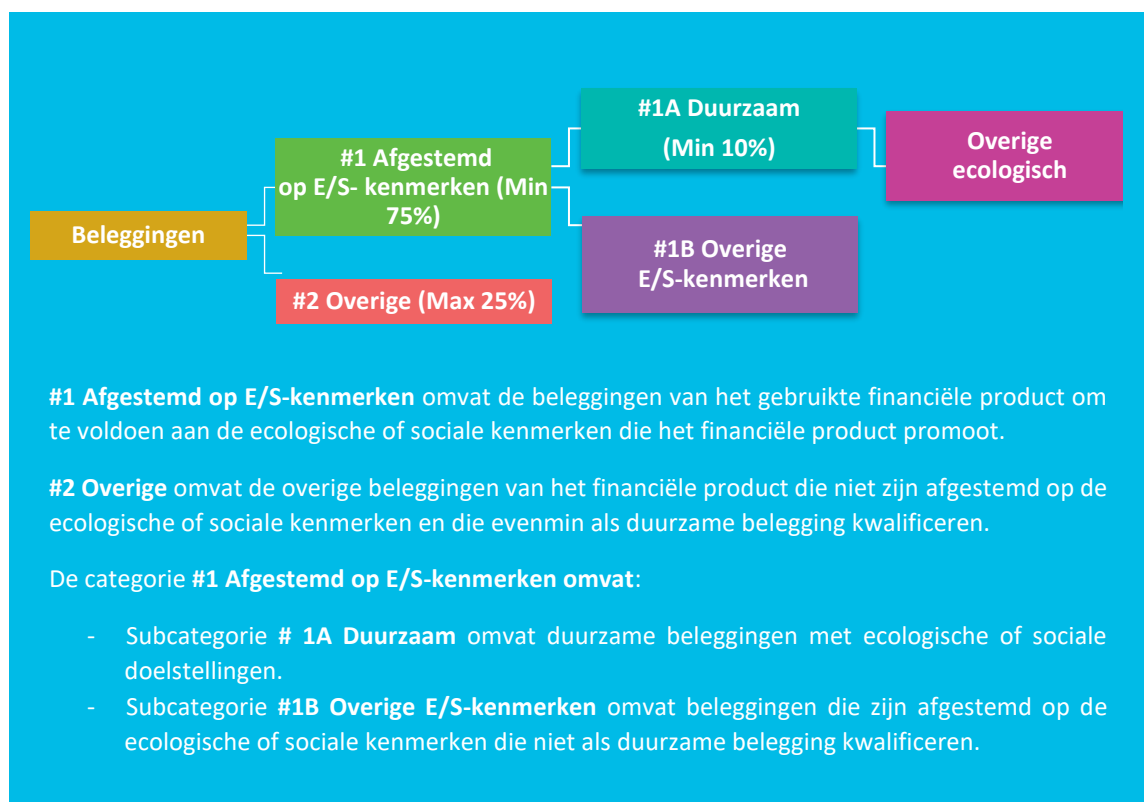 #1A Duurzaam
(Min 10%)
Overige
ecologisch
#1 Afgestemd
op E/S- kenmerken (Min
75%)
Beleggingen
#1B Overige
E/S-kenmerken
#2 Overige (Max 25%)
#1 Afgestemd op E/S-kenmerken omvat de beleggingen van het gebruikte financiële product om
te voldoen aan de ecologische of sociale kenmerken die het financiële product promoot.
#2 Overige omvat de overige beleggingen van het financiële product die niet zijn afgestemd op de
ecologische of sociale kenmerken en die evenmin als duurzame belegging kwalificeren.
De categorie #1 Afgestemd op E/S-kenmerken omvat:
- Subcategorie # 1A Duurzaam omvat duurzame beleggingen met ecologische of sociale
doelstellingen.
- Subcategorie #1B Overige E/S-kenmerken omvat beleggingen die zijn afgestemd op de
ecologische of sociale kenmerken die niet als duurzame belegging kwalificeren.